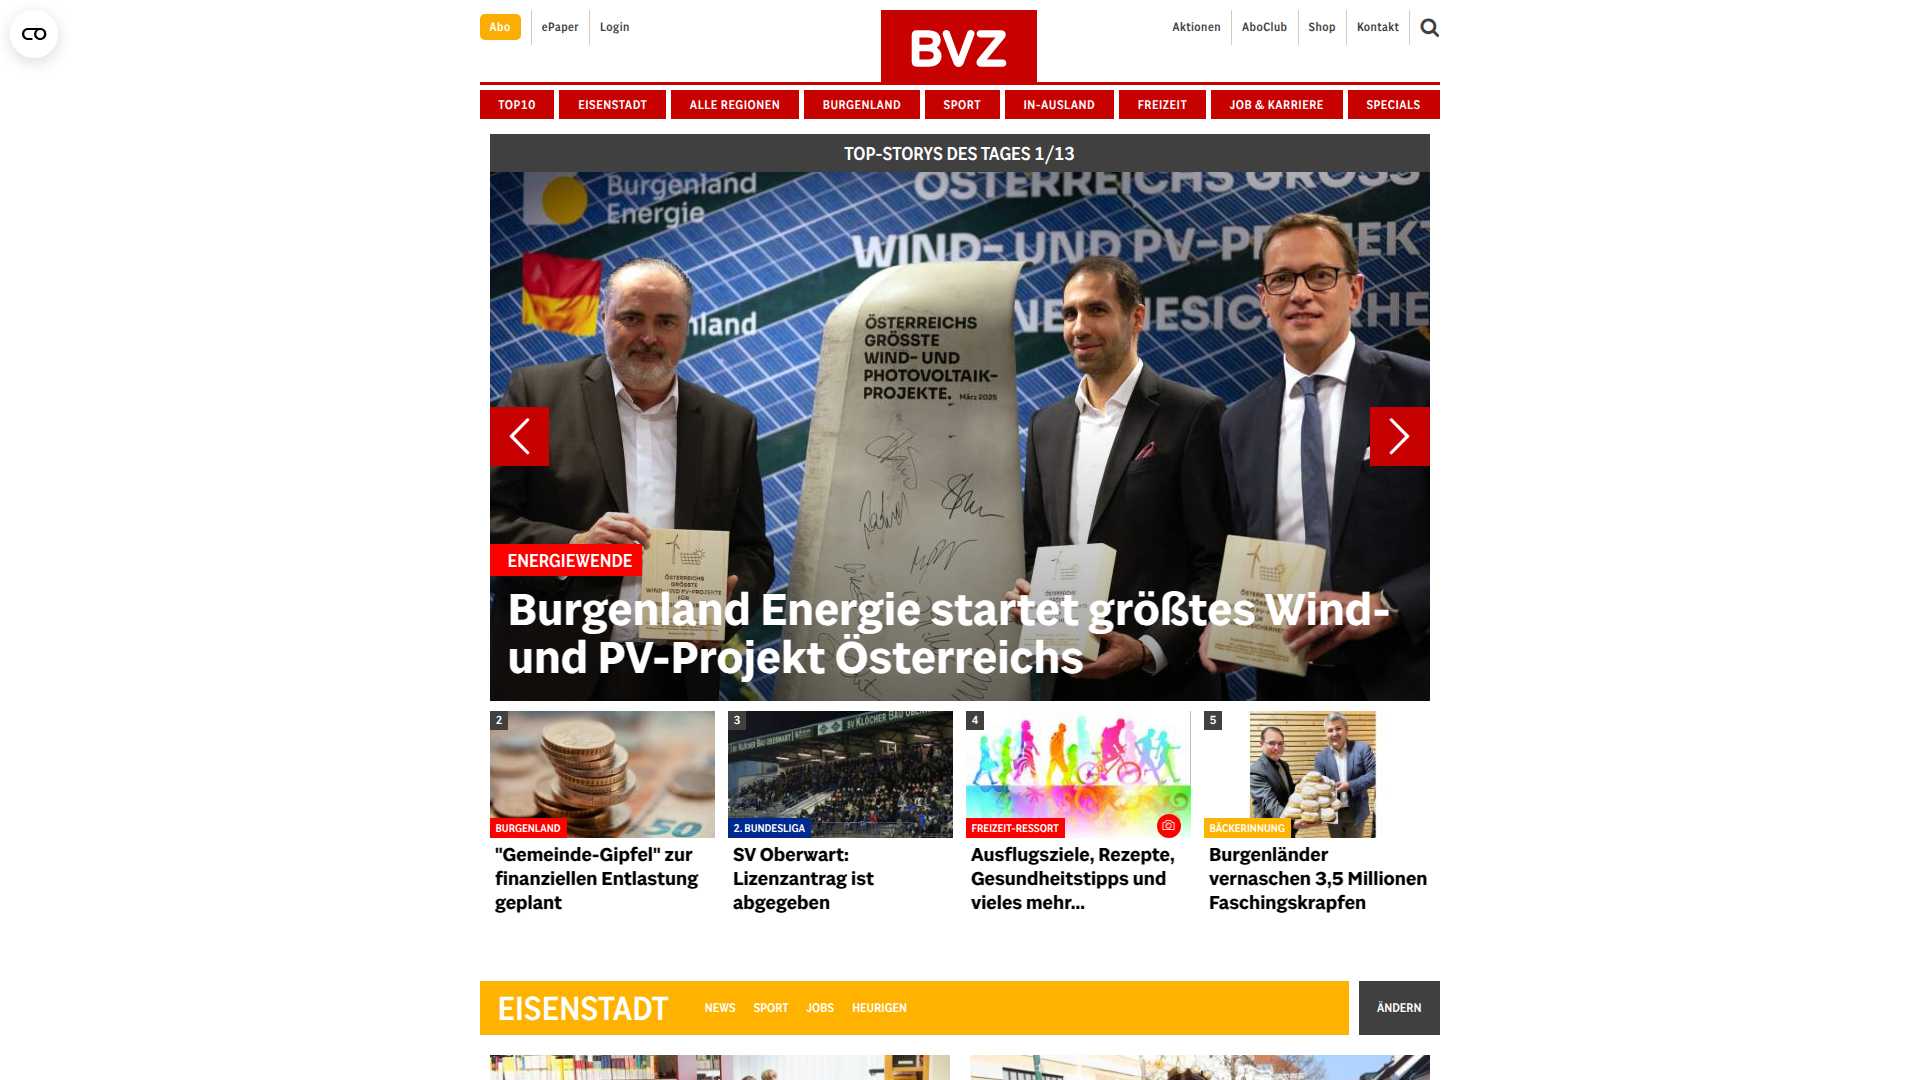 Abo
ePaper
Login
BVZ
Aktionen
AboClub
Shop
Kontakt
TOP10
EISENSTADT
ALLE REGIONEN
BURGENLAND
SPORT
IN-AUSLAND
FREIZEIT
JOB & KARRIERE
SPECIALS
TOP-STORYS DES TAGES 1/13
Burgenland
Energie
WIND- UND PV-PROJEKT
ÖSTERREICHS
GRÖSSTE
WIND- UND
PHOTOVOLTAIK-
PROJEKTE. März 2025
ENERGIEWENDE
Burgenland Energie startet größtes Wind-
und PV-Projekt Österreichs
2
BURGENLAND
"Gemeinde-Gipfel" zur
finanziellen Entlastung
geplant
3
2. BUNDESLIGA
SV Oberwart:
Lizenzantrag ist
abgegeben
4
FREIZEIT-RESSORT
Ausflugsziele, Rezepte,
Gesundheitstipps und
vieles mehr...
5
BÄCKERINNUNG
Burgenländer
vernaschen 3,5 Millionen
Faschingskrapfen
EISENSTADT
NEWS
SPORT
JOBS
HEURIGEN
ÄNDERN